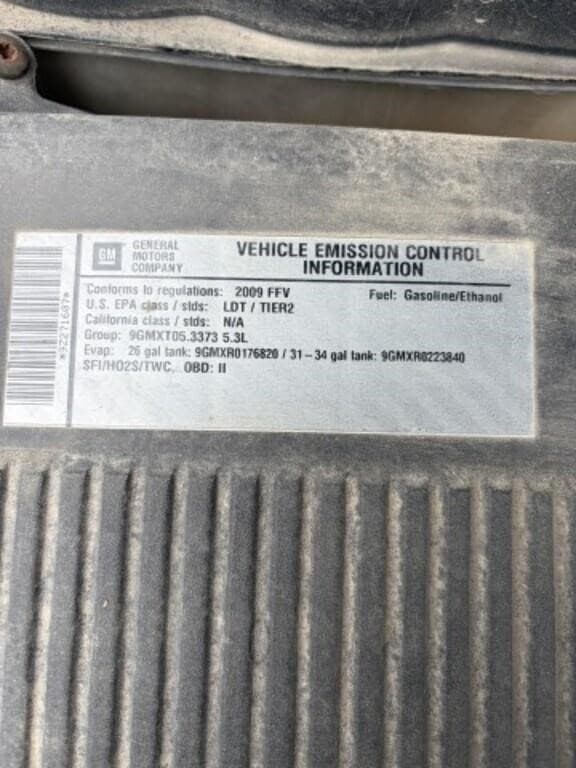 GM
GENERAL
MOTORS
COMPANY
VEHICLE EMISSION CONTROL
INFORMATION
Conforms to regulations: 2009 FFV Fuel: Gasoline/Ethanol
U.S. EPA class / stds: LDT / TIER2
California class / stds: N/A
Group: 9GMXT05.3373 5.3L
Evap: 26 gal tank: 9GMXR0176820 / 31-34 gal tank: 9GMXR0223840
SFI/HO2S/TWC, OBD: II